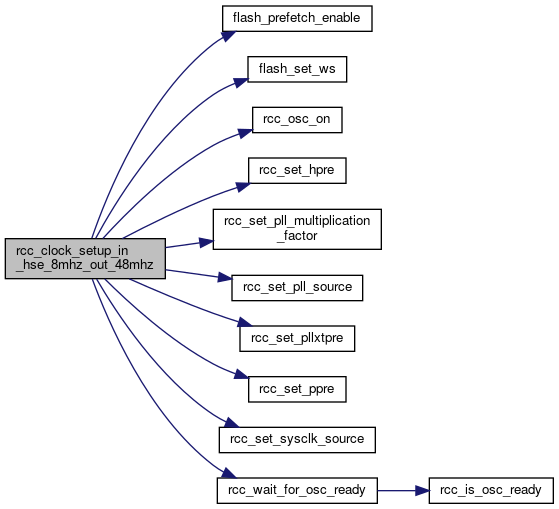 flash_prefetch_enable
flash_set_ws
rcc_osc_on
rcc_set_hpre
rcc_set_pll_multiplication
_factor
rcc_clock_setup_in
_hse_8mhz_out_48mhz
rcc_set_pll_source
rcc_set_pllxtpre
rcc_set_ppre
rcc_set_sysclk_source
rcc_wait_for_osc_ready
rcc_is_osc_ready